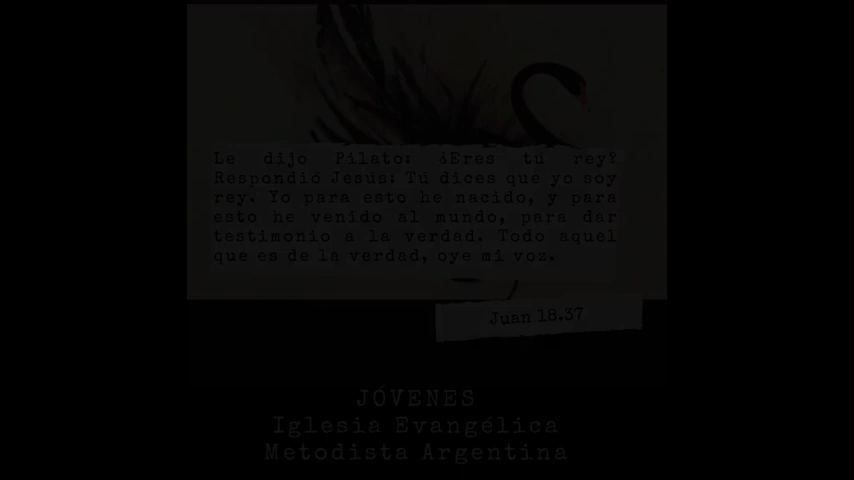 Le dijo Pilato: ¿Eres tú rey?
Respondió Jesús: Tú dices que yo soy
rey. Yo para esto he nacido, y para
esto he venido al mundo, para dar
testimonio a la verdad. Todo aquel
que es de la verdad, oye mi voz.
Juan 18.37
JÓVENES
Iglesia Evangélica
Metodista Argentina